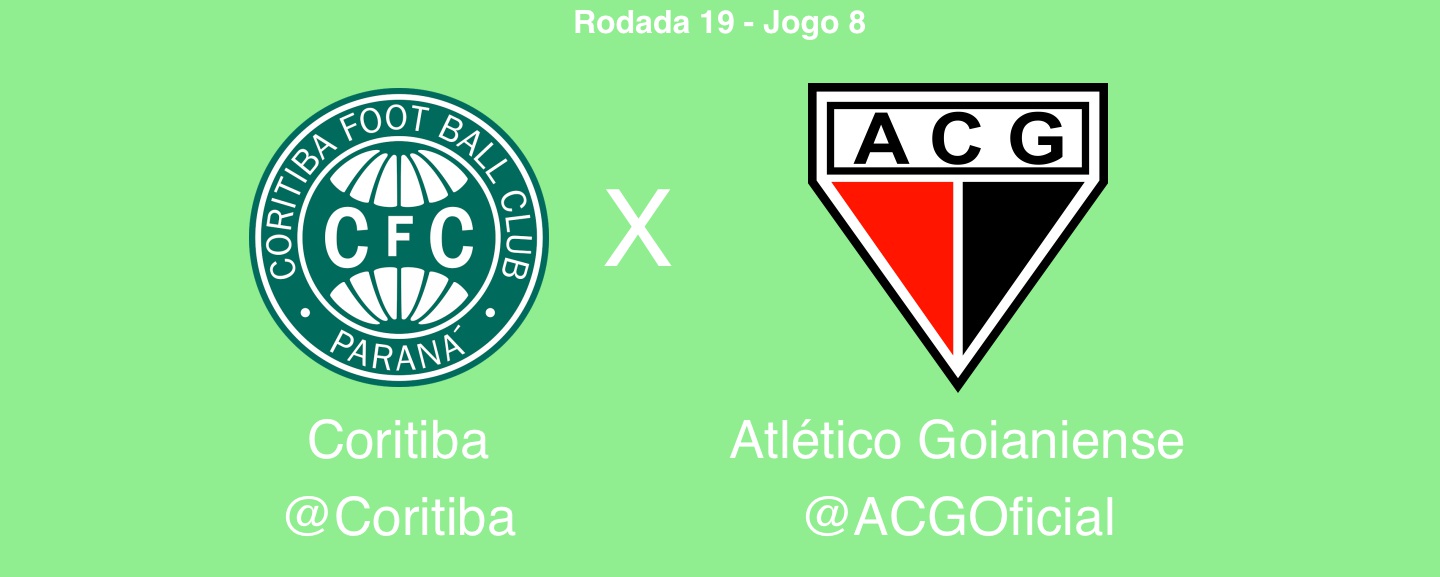 Rodada 19 - Jogo 8
CORITIBA FOOT BALL CLUB
CFC
PARANÁ
X
ACG
Coritiba
Atlético Goianiense
@Coritiba
@ACGOficial